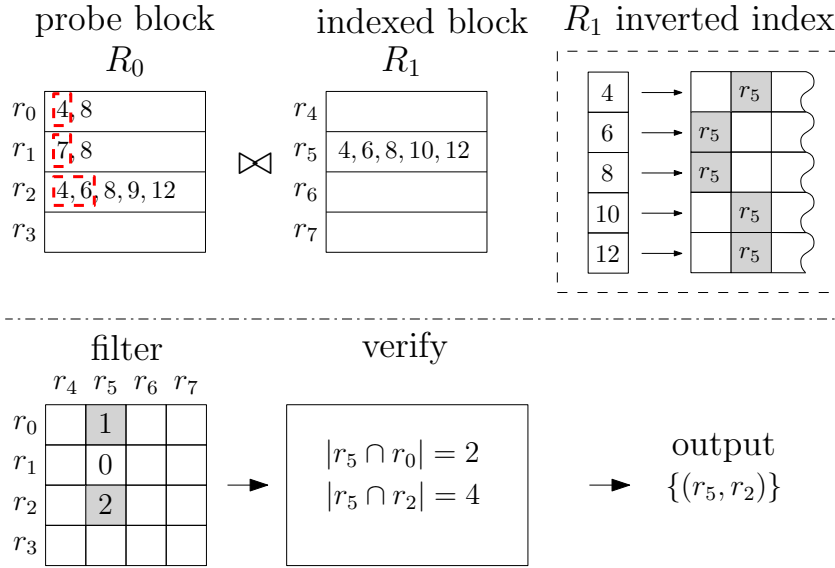 probe block
R₀
indexed block
R₁
R₁ inverted index
r₀ 4, 8
r₁ 7, 8
r₂ 4, 6, 8, 9, 12
r₃
⋈
r₄
r₅ 4, 6, 8, 10, 12
r₆
r₇
4 r₅
6 r₅
8 r₅
10 r₅
12 r₅
filter
r₄ r₅ r₆ r₇
r₀ 1
r₁ 0
r₂ 2
r₃
verify
|r₅ ∩ r₀| = 2
|r₅ ∩ r₂| = 4
output
{(r₅, r₂)}